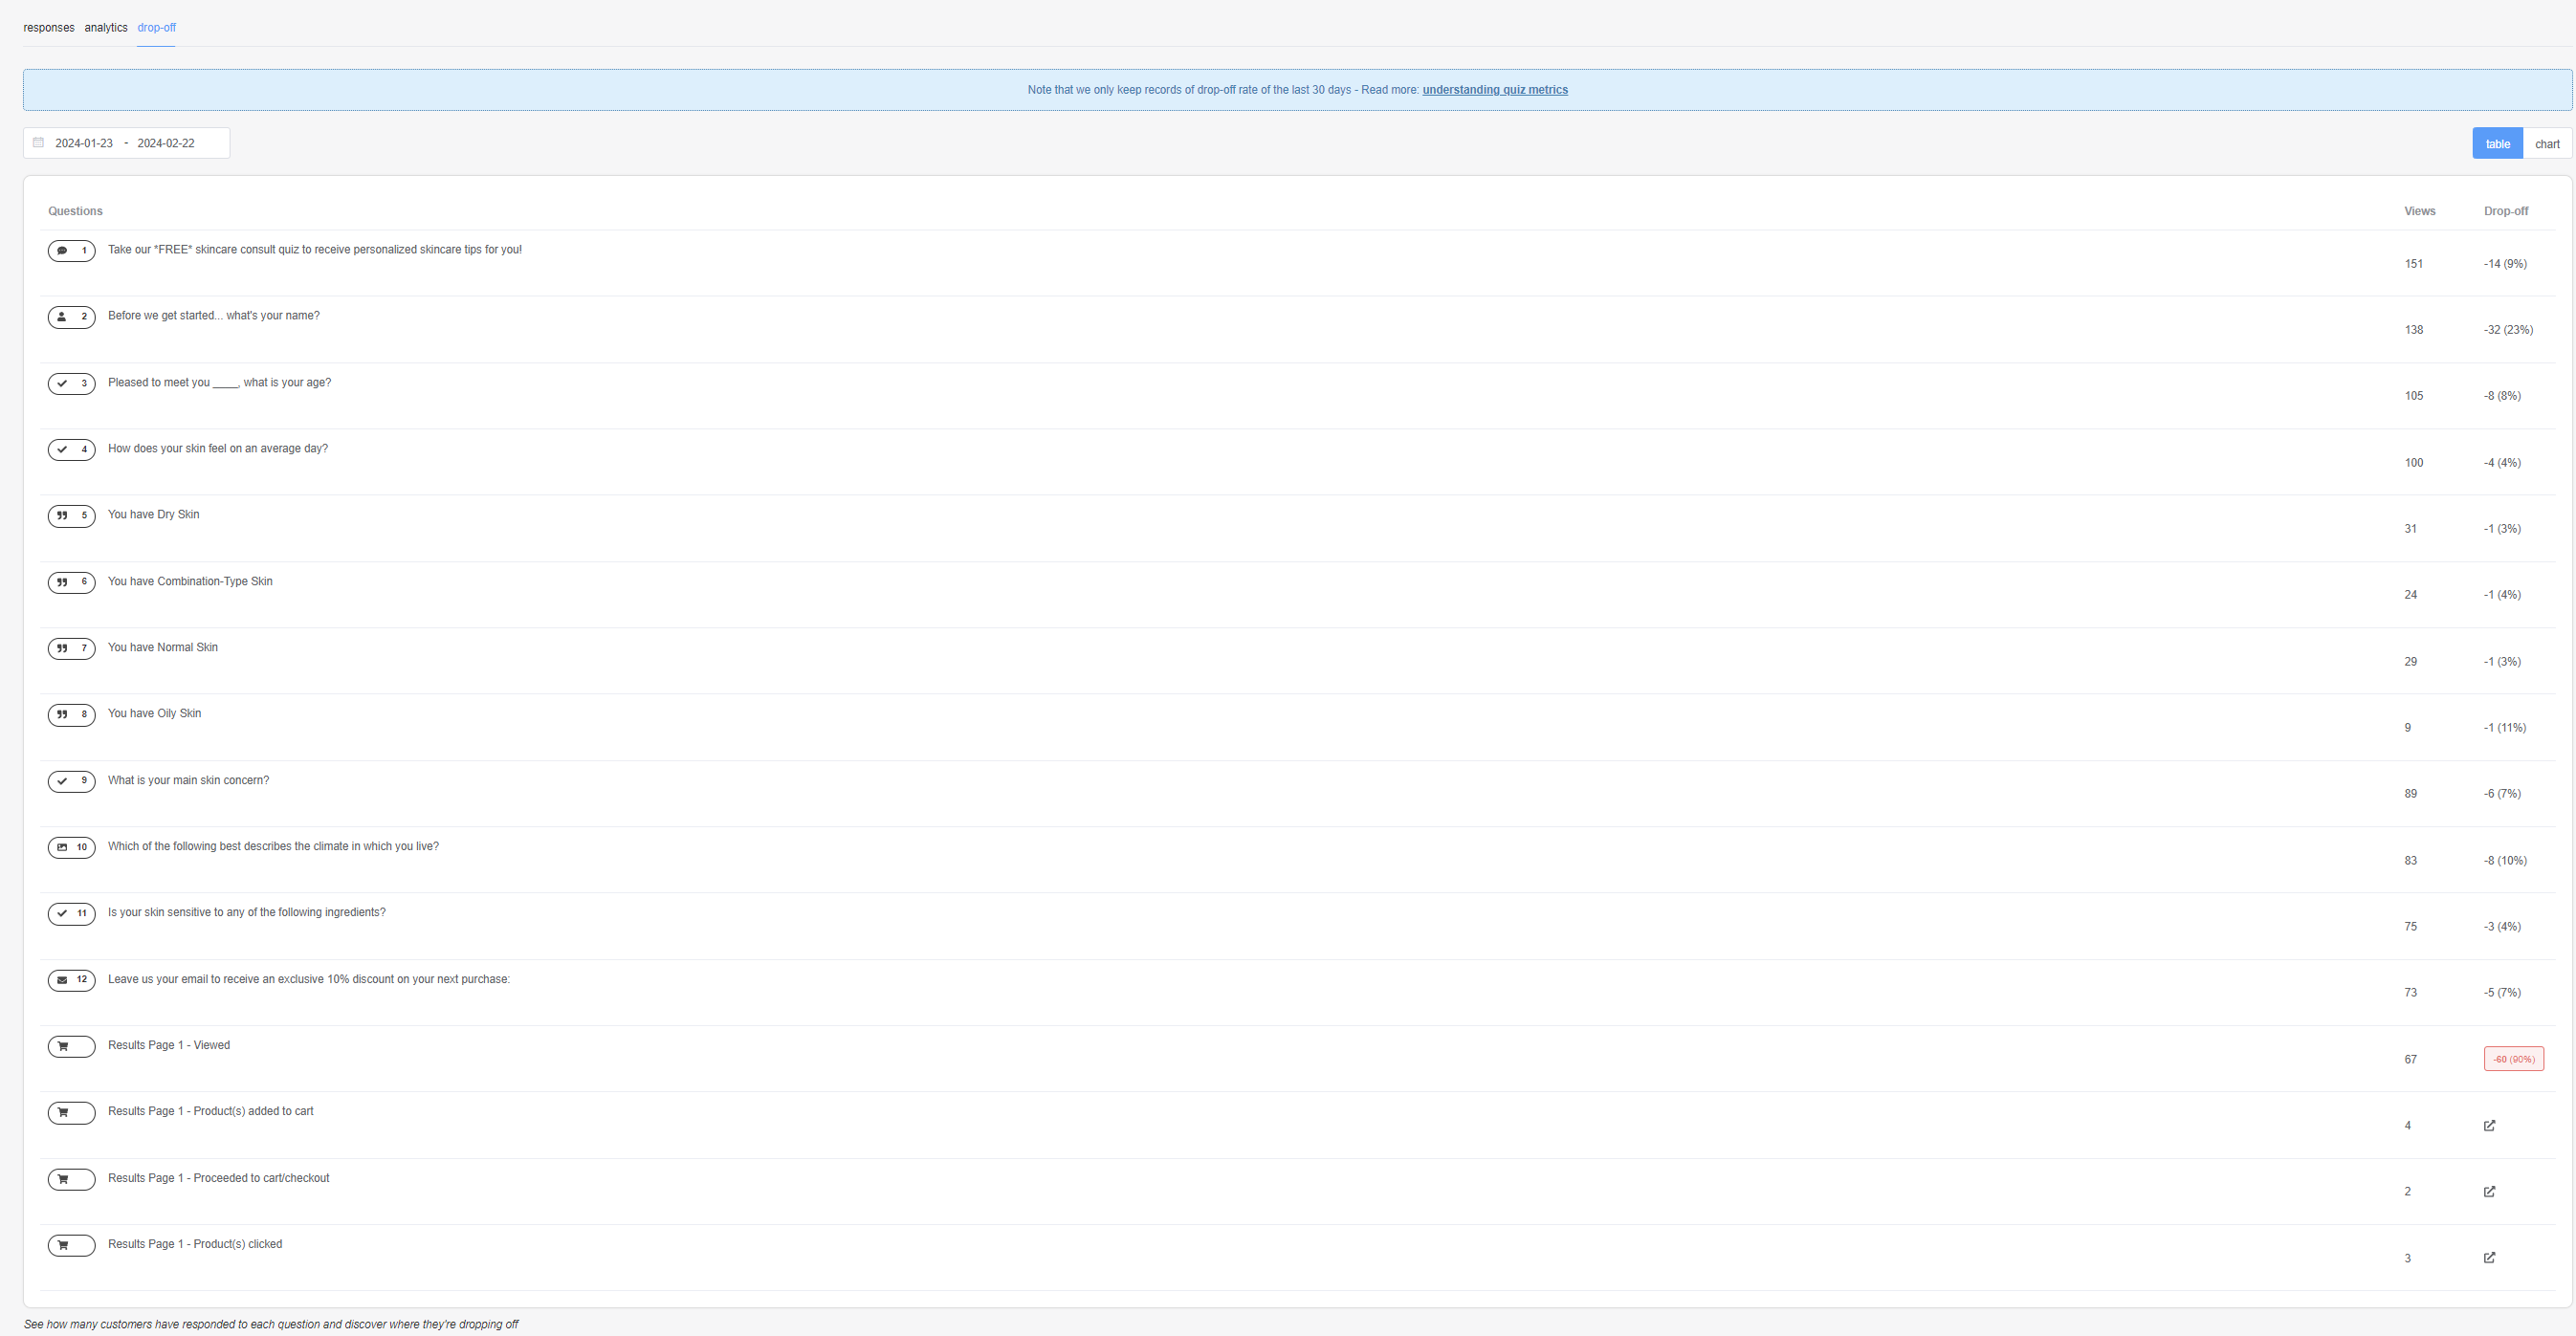 responses analytics drop-off
Note that we only keep records of drop-off rate of the last 30 days - Read more: understanding quiz metrics
2024-01-23 - 2024-02-22
table chart
Questions Views Drop-off
1 Take our *FREE* skincare consult quiz to receive personalized skincare tips for you! 151 -14 (9%)
2 Before we get started... what's your name? 138 -32 (23%)
3 Pleased to meet you ____, what is your age? 105 -8 (8%)
4 How does your skin feel on an average day? 100 -4 (4%)
5 You have Dry Skin 31 -1 (3%)
6 You have Combination-Type Skin 24 -1 (4%)
7 You have Normal Skin 29 -1 (3%)
8 You have Oily Skin 9 -1 (11%)
9 What is your main skin concern? 89 -6 (7%)
10 Which of the following best describes the climate in which you live? 83 -8 (10%)
11 Is your skin sensitive to any of the following ingredients? 75 -3 (4%)
12 Leave us your email to receive an exclusive 10% discount on your next purchase: 73 -5 (7%)
Results Page 1 - Viewed 67 -60 (90%)
Results Page 1 - Product(s) added to cart 4
Results Page 1 - Proceeded to cart/checkout 2
Results Page 1 - Product(s) clicked 3
See how many customers have responded to each question and discover where they're dropping off